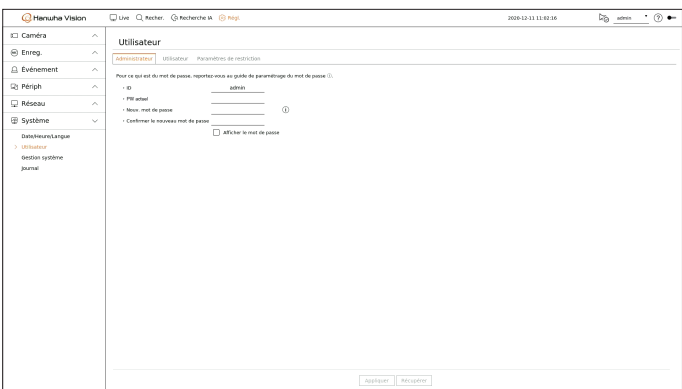 Hanwha Vision
Live Recher. Recherche IA Régl.
2020-12-11 11:02:16
admin
Caméra
Enreg.
Événement
Périph
Réseau
Système
Date/Heure/Langue
Utilisateur
Gestion système
Journal
Utilisateur
Administrateur Utilisateur Paramètres de restriction
Pour ce qui est du mot de passe, reportez-vous au guide de paramétrage du mot de passe
ID admin
PW actuel
Nouv. mot de passe
Confirmer le nouveau mot de passe
Afficher le mot de passe
Appliquer Récupérer